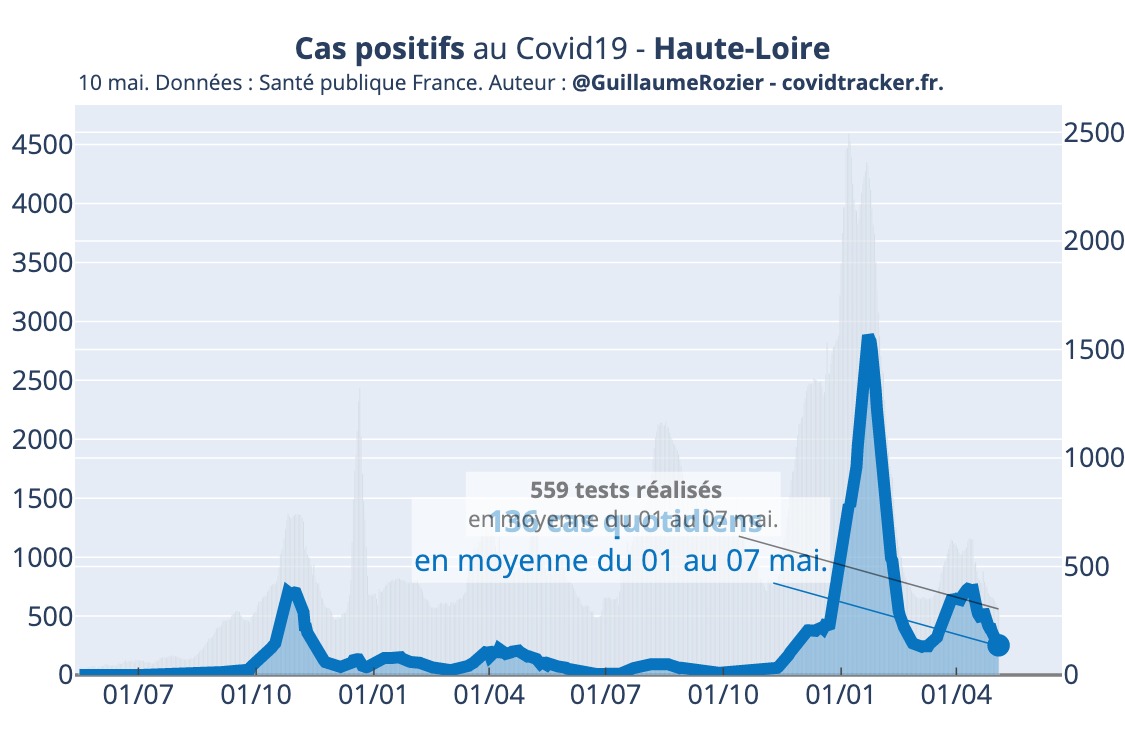 Cas positifs au Covid19 - Haute-Loire
10 mai. Données : Santé publique France. Auteur : @GuillaumeRozier - covidtracker.fr.
4500
4000
3500
3000
2500
2000
1500
1000
500
0
2500
2000
1500
1000
500
0
559 tests réalisés
en moyenne du 01 au 07 mai.
136 cas quotidiens
en moyenne du 01 au 07 mai.
01/07 01/10 01/01 01/04 01/07 01/10 01/01 01/04